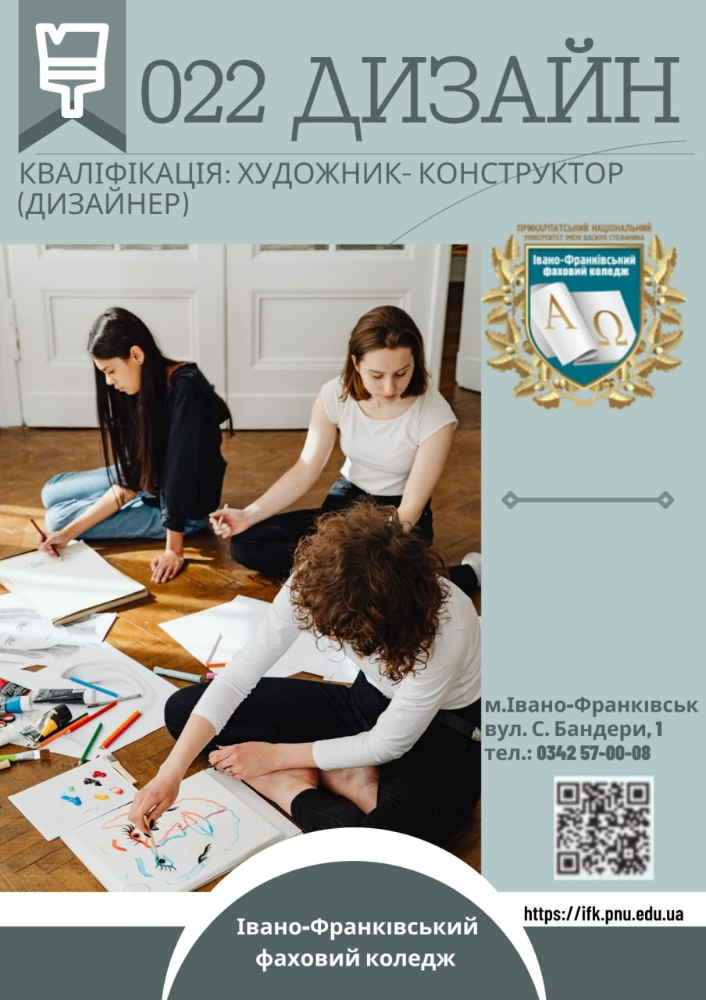 022 ДИЗАЙН
КВАЛІФІКАЦІЯ: ХУДОЖНИК- КОНСТРУКТОР
(ДИЗАЙНЕР)
ПРИКАРПАТСЬКИЙ НАЦІОНАЛЬНИЙ
УНІВЕРСИТЕТ ІМЕНІ ВАСИЛЯ СТЕФАНИКА
Івано-Франківський
фаховий коледж
Α Ω
м.Івано-Франківськ
вул. С. Бандери, 1
тел.: 0342 57-00-08
https://ifk.pnu.edu.ua
Івано-Франківський
фаховий коледж